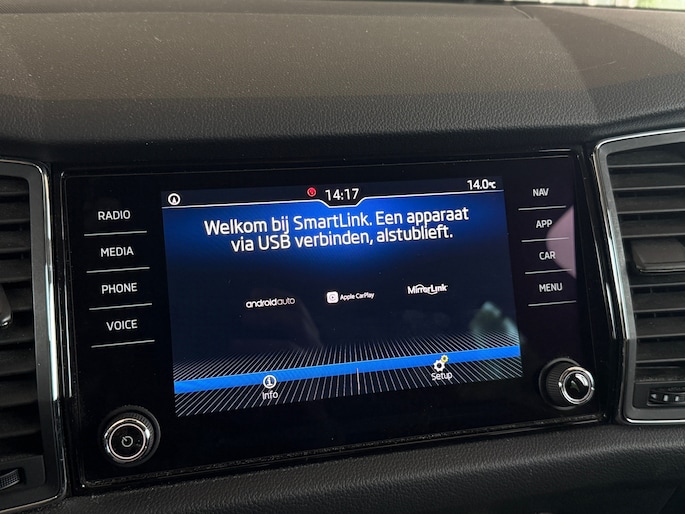 14:17
14.0°C
RADIO
MEDIA
PHONE
VOICE
Welkom bij SmartLink. Een apparaat
via USB verbinden, alstublieft.
androidauto
Apple CarPlay
MirrorLink
Info
Setup
NAV
APP
CAR
MENU